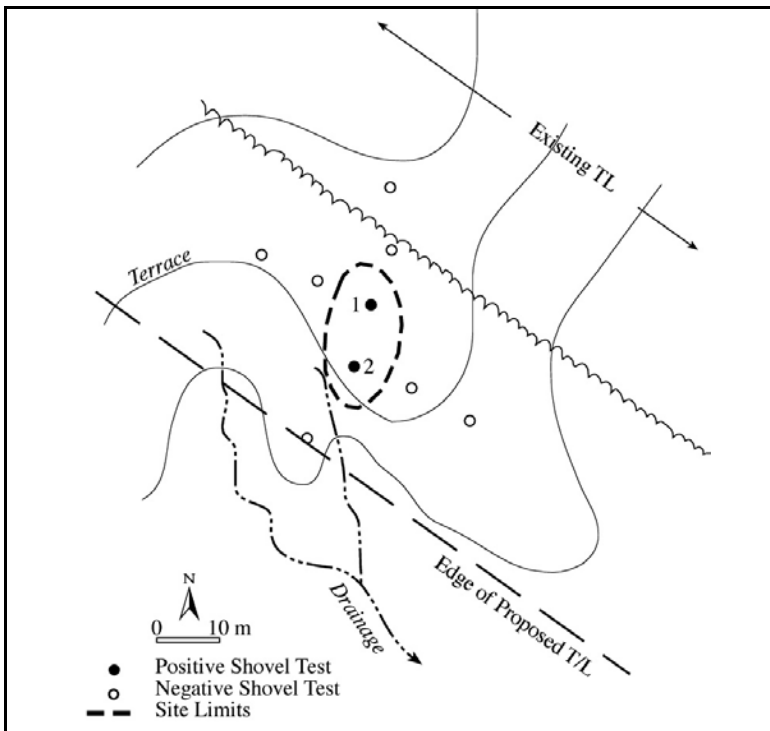 Existing TL
Terrace
1
2
Edge of Proposed T/L
Drainage
N
0 10 m
Positive Shovel Test
Negative Shovel Test
Site Limits